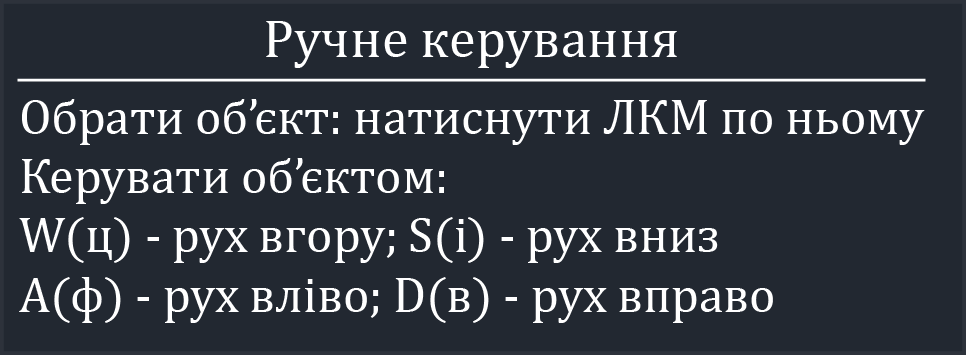 Ручне керування
Обрати об’єкт: натиснути ЛКМ по ньому
Керувати об’єктом:
W(ц) - рух вгору; S(і) - рух вниз
A(ф) - рух вліво; D(в) - рух вправо